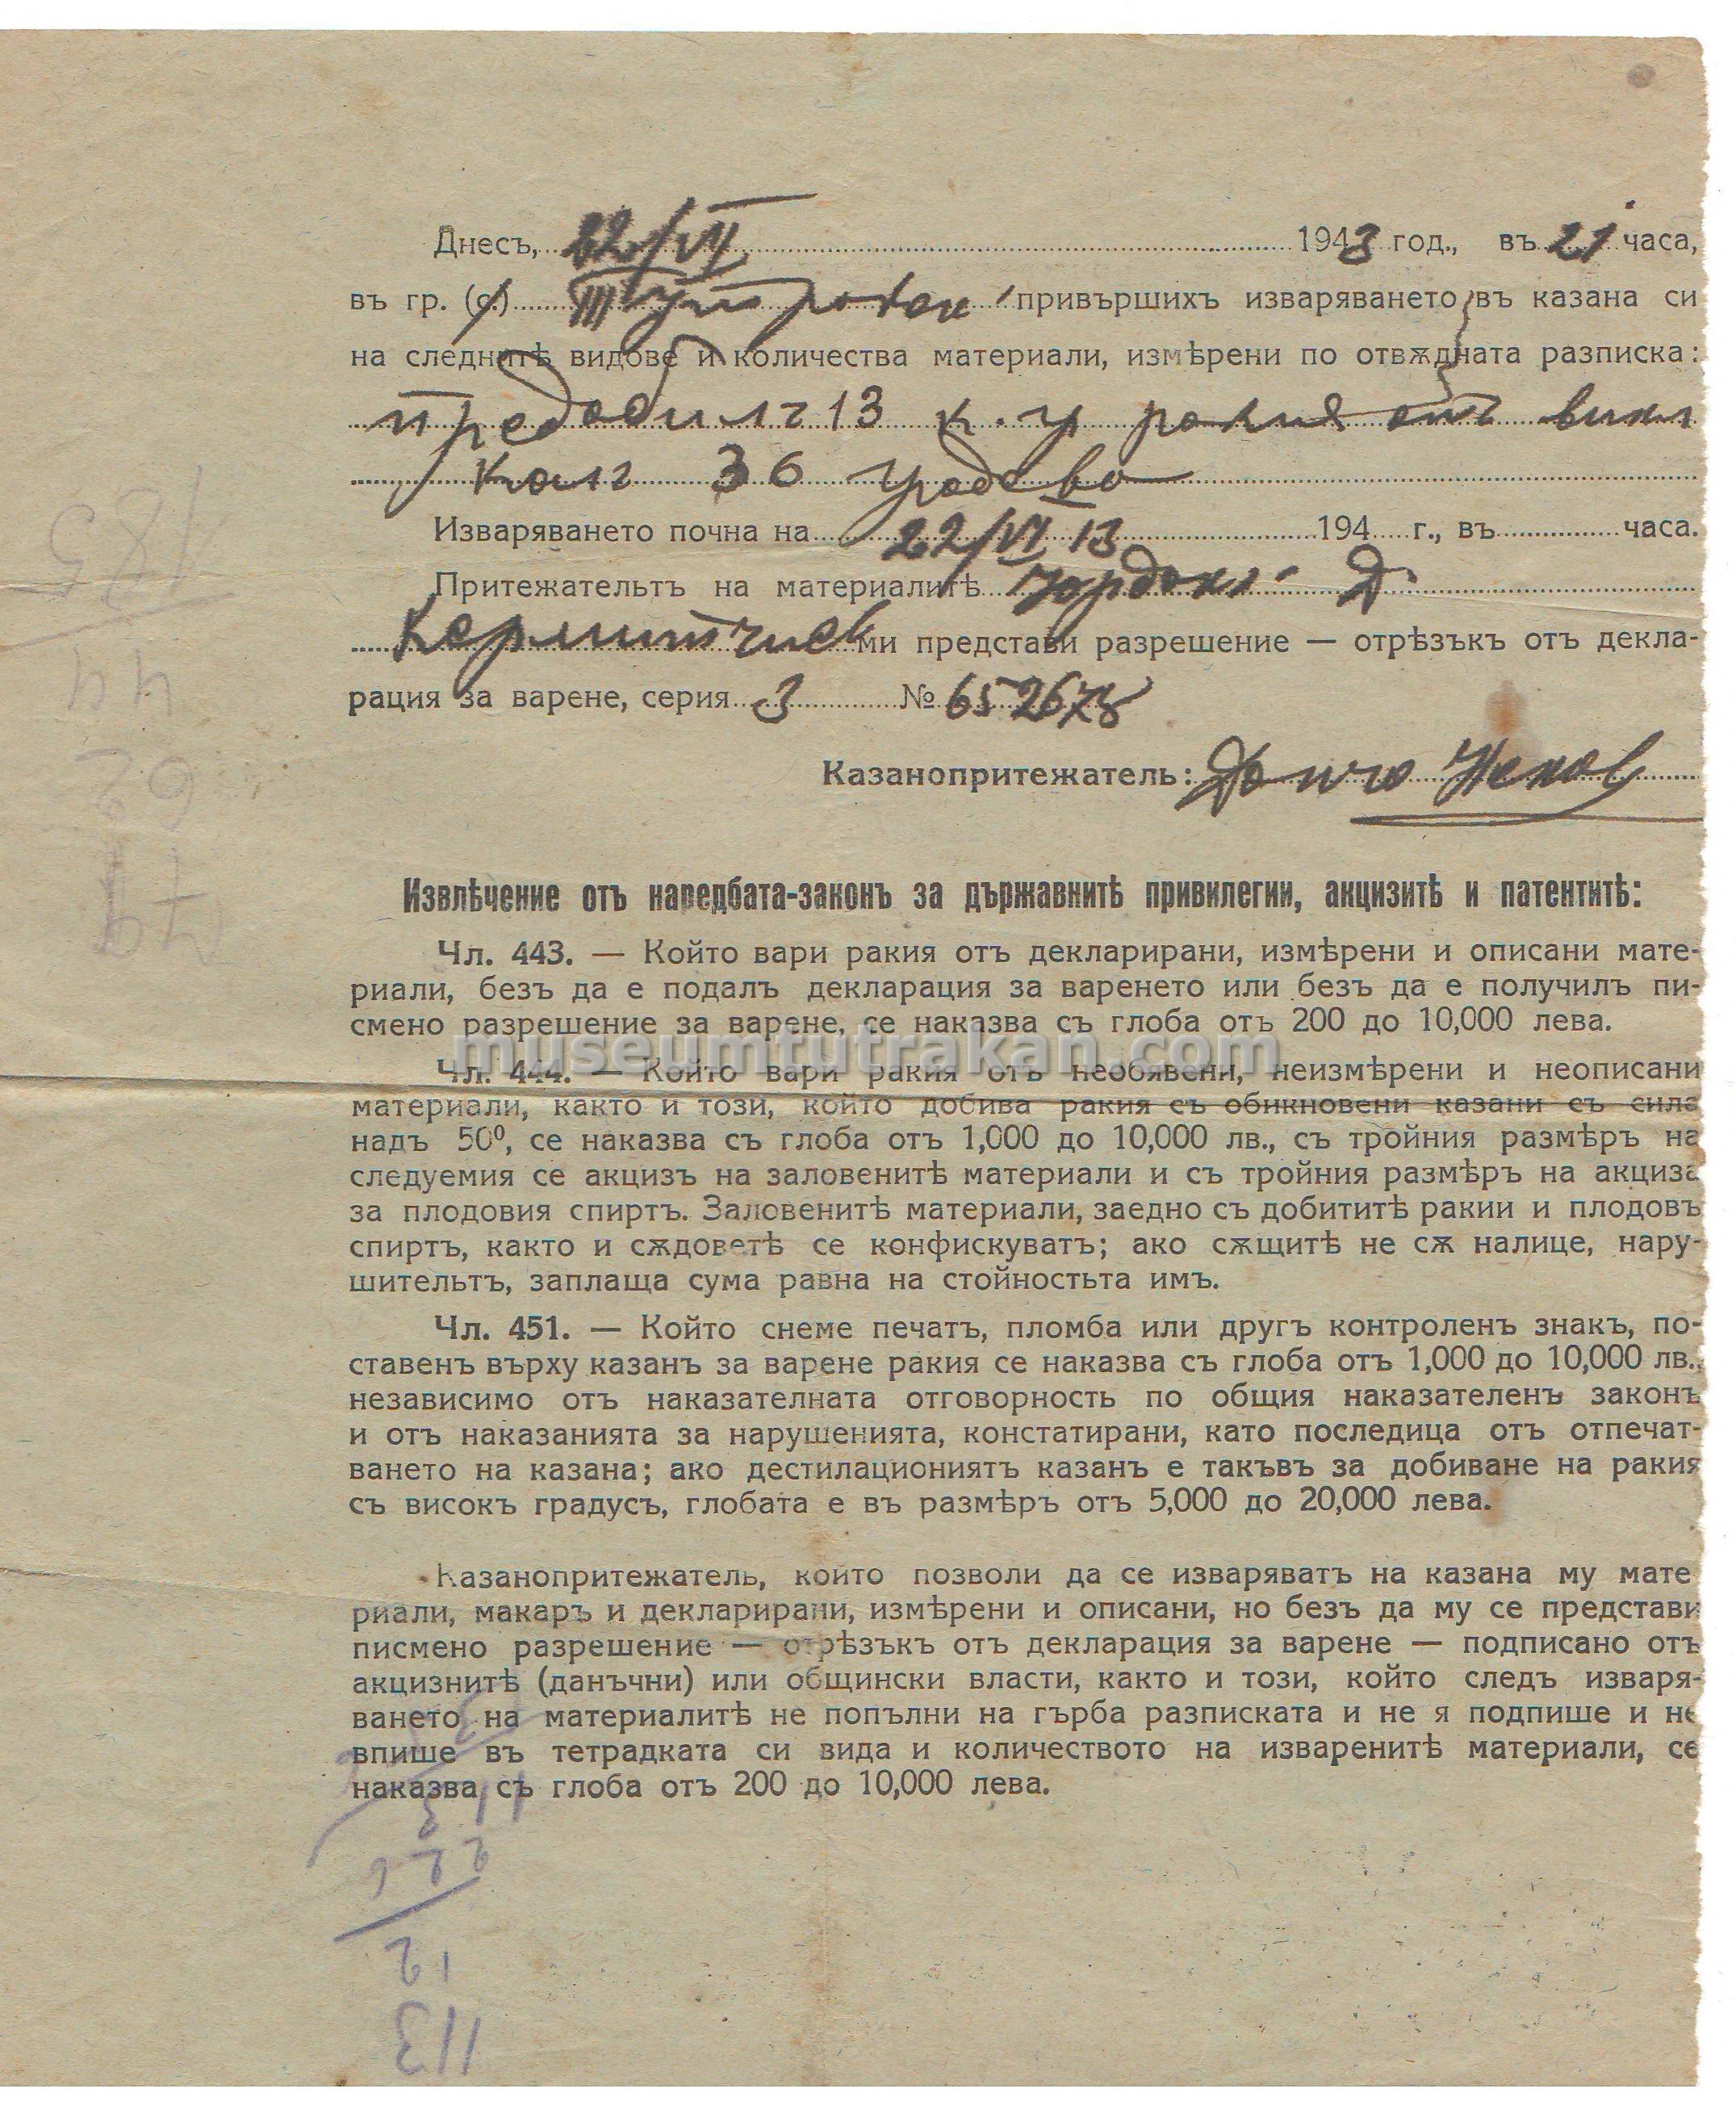 Днесъ, 22/VI 1943 год., въ 21 часа,
въ гр. (с.) Тутракан привършихъ изваряването въ казана си
на следнитѣ видове и количества материали, измѣрени по отвѫдната разписка:
13 к.г ракия отъ
36 градова
Изваряването почна на 22/VI 13 194 г., въ часа.
Притежательтъ на материалитѣ Юрдан Д.
ми представи разрешение — отрѣзъкъ отъ декла-
рация за варене, серия З № 652678
Казанопритежатель: Дончо
Извлѣчение отъ наредбата-законъ за държавнитѣ привилегии, акцизитѣ и патентитѣ:
Чл. 443. — Който вари ракия отъ декларирани, измѣрени и описани мате-
риали, безъ да е подалъ декларация за варенето или безъ да е получилъ пи-
смено разрешение за варене, се наказва съ глоба отъ 200 до 10,000 лева.
museumtutrakan.com
Чл. 444. — Който вари ракия отъ необявени, неизмѣрени и неописани
материали, както и този, който добива ракия съ обикновени казани съ сила
надъ 50⁰, се наказва съ глоба отъ 1,000 до 10,000 лв., съ тройния размѣръ на
следуемия се акцизъ на заловенитѣ материали и съ тройния размѣръ на акциза
за плодовия спиртъ. Заловенитѣ материали, заедно съ добититѣ ракии и плодовъ
спиртъ, както и сѫдоветѣ се конфискуватъ; ако сѫщитѣ не сѫ налице, нару-
шительтъ, заплаща сума равна на стойностьта имъ.
Чл. 451. — Който снеме печатъ, пломба или другъ контроленъ знакъ, по-
ставенъ върху казанъ за варене ракия се наказва съ глоба отъ 1,000 до 10,000 лв.,
независимо отъ наказателната отговорность по общия наказателенъ законъ
и отъ наказанията за нарушенията, констатирани, като последица отъ отпечат-
ването на казана; ако дестилациониятъ казанъ е такъвъ за добиване на ракия
съ високъ градусъ, глобата е въ размѣръ отъ 5,000 до 20,000 лева.
Казанопритежатель, който позволи да се изваряватъ на казана му мате
риали, макаръ и декларирани, измѣрени и описани, но безъ да му се представи
писмено разрешение — отрѣзъкъ отъ декларация за варене — подписано отъ
акцизнитѣ (данъчни) или общински власти, както и този, който следъ изваря-
ването на материалитѣ не попълни на гърба разписката и не я подпише и не
впише въ тетрадката си вида и количеството на изваренитѣ материали, се
наказва съ глоба отъ 200 до 10,000 лева.